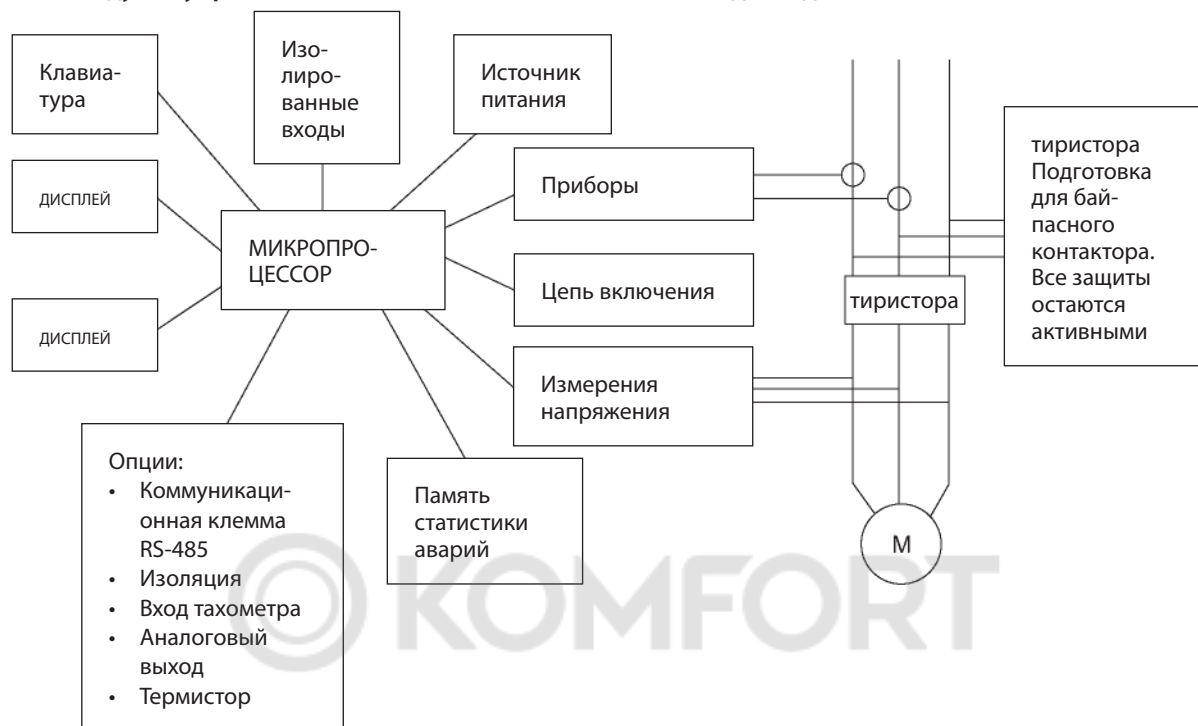 Клавиа-
тура
Изо-
лиро-
ванные
входы
Источник
питания
ДИСПЛЕЙ
МИКРОПРО-
ЦЕССОР
Приборы
тиристора
Подготовка
для бай-
пасного
контактора.
Все защиты
остаются
активными
Цепь включения
тиристора
ДИСПЛЕЙ
Измерения
напряжения
Опции:
• Коммуникаци-
онная клемма
RS-485
• Изоляция
• Вход тахометра
• Аналоговый
выход
• Термистор
Память
статистики
аварий
M
KOMFORT